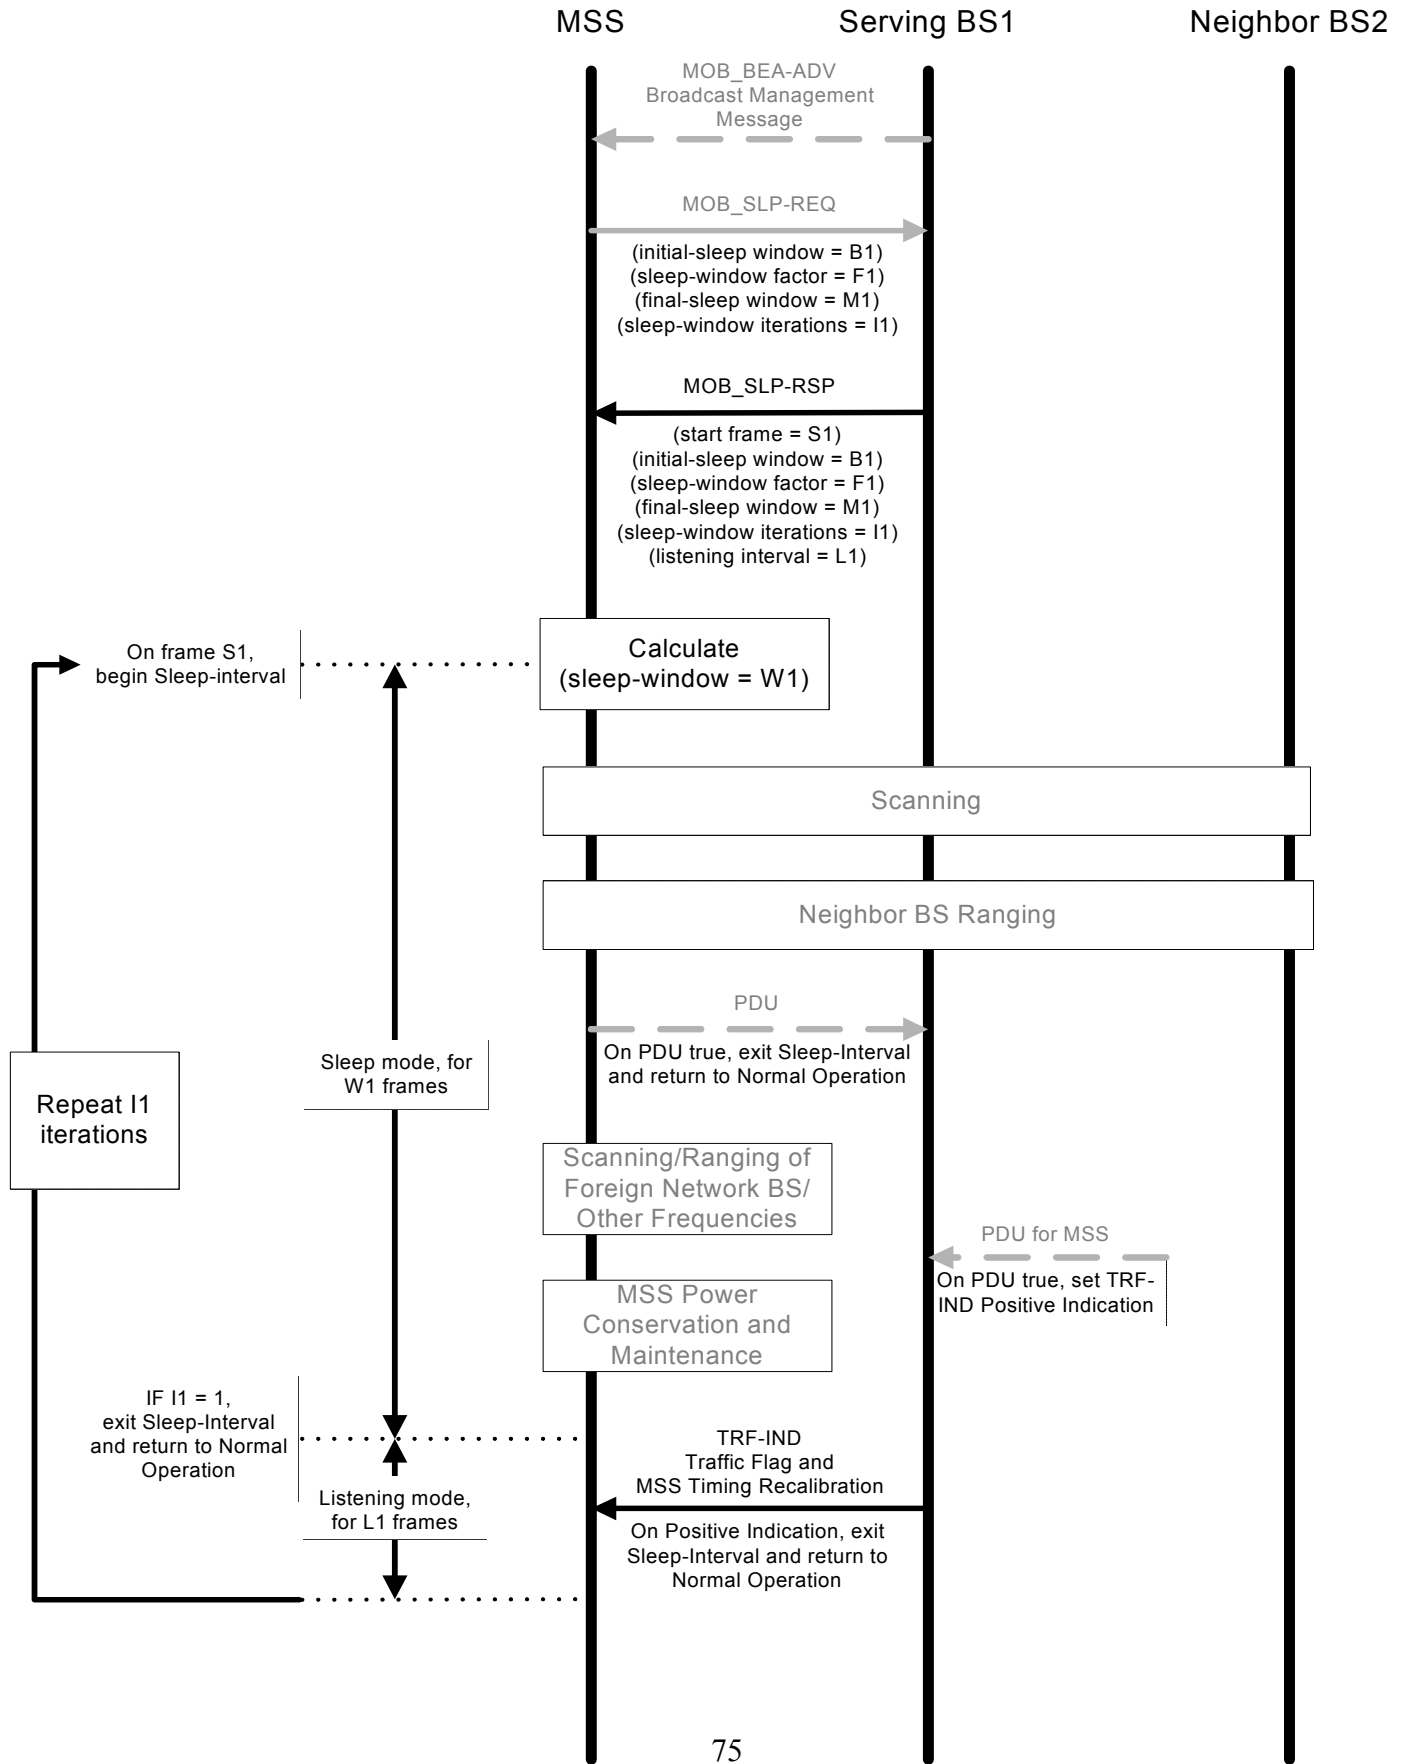 MSS
Serving BS1
Neighbor BS2
MOB_BEA-ADV
Broadcast Management
Message
MOB_SLP-REQ
(initial-sleep window = B1)
(sleep-window factor = F1)
(final-sleep window = M1)
(sleep-window iterations = I1)
MOB_SLP-RSP
(start frame = S1)
(initial-sleep window = B1)
(sleep-window factor = F1)
(final-sleep window = M1)
(sleep-window iterations = I1)
(listening interval = L1)
On frame S1,
begin Sleep-interval
Calculate
(sleep-window = W1)
Scanning
Neighbor BS Ranging
PDU
On PDU true, exit Sleep-Interval
and return to Normal Operation
Sleep mode, for
W1 frames
Repeat I1
iterations
Scanning/Ranging of
Foreign Network BS/
Other Frequencies
PDU for MSS
On PDU true, set TRF-
IND Positive Indication
MSS Power
Conservation and
Maintenance
IF I1 = 1,
exit Sleep-Interval
and return to Normal
Operation
TRF-IND
Traffic Flag and
MSS Timing Recalibration
Listening mode,
for L1 frames
On Positive Indication, exit
Sleep-Interval and return to
Normal Operation
75